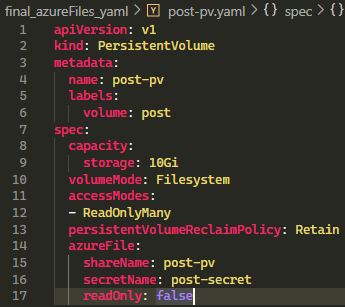 final_azureFiles_yaml > post-pv.yaml > {} spec > {}
1 apiVersion: v1
2 kind: PersistentVolume
3 metadata:
4   name: post-pv
5   labels:
6     volume: post
7 spec:
8   capacity:
9     storage: 10Gi
10   volumeMode: Filesystem
11   accessModes:
12   - ReadOnlyMany
13   persistentVolumeReclaimPolicy: Retain
14   azureFile:
15     shareName: post-pv
16     secretName: post-secret
17     readOnly: false